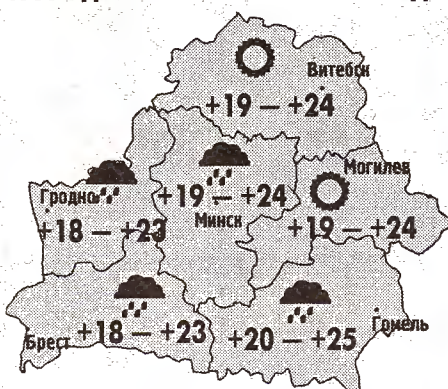 Витебск
+19 — +24
Могилев
Гродно
+19 — +24
Минск
+18 — +23
+19 — +24
+18 — +23
Брест
+20 — +25
Гомель